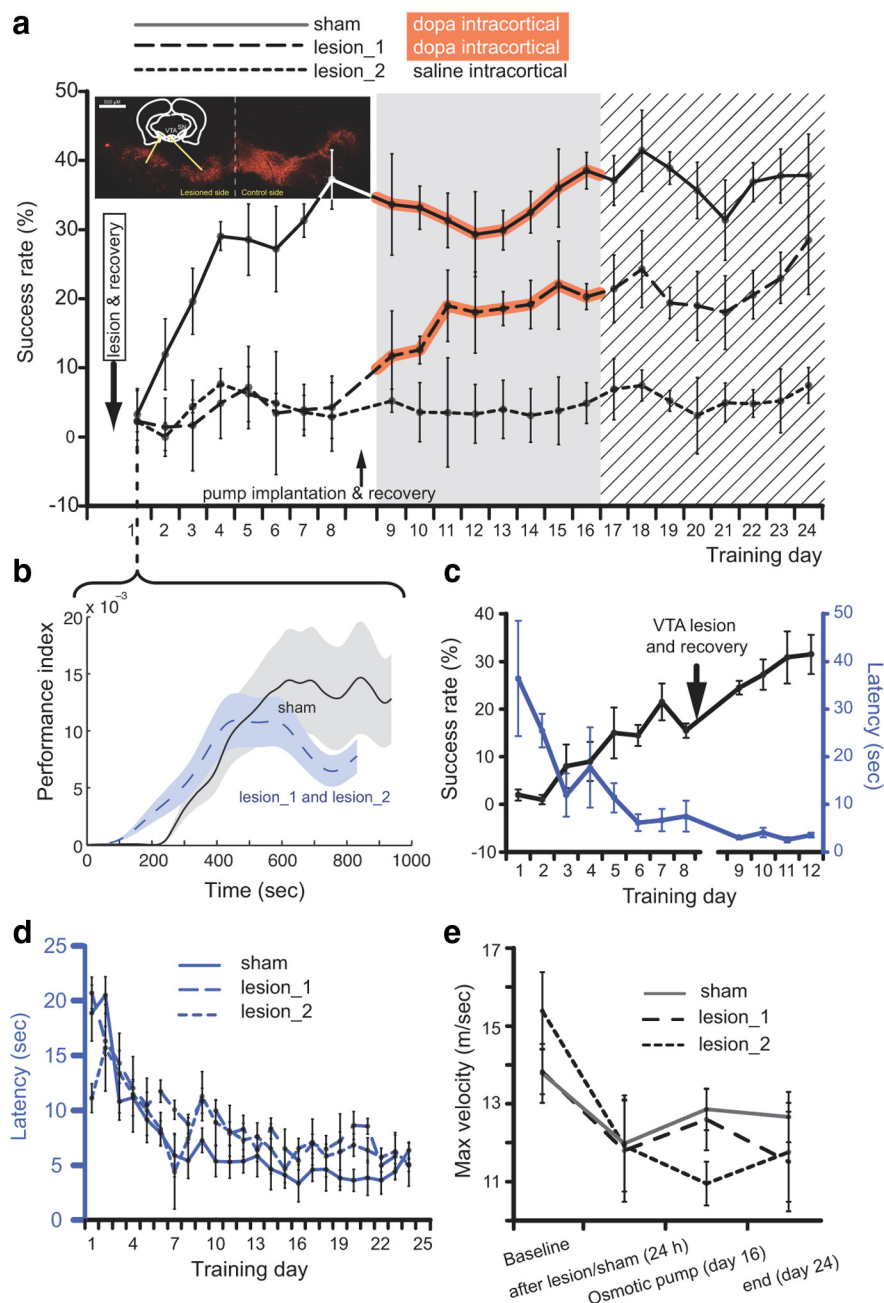 a
sham dopa intracortical
lesion_1 dopa intracortical
lesion_2 saline intracortical
50
40
30
20
10
0
-10
Success rate (%)
500 µM
VTA
SN
Lesioned side Control side
lesion & recovery
pump implantation & recovery
1 2 3 4 5 6 7 8 9 10 11 12 13 14 15 16 17 18 19 20 21 22 23 24
Training day
b
x 10⁻³
20
15
10
5
0
Performance index
sham
lesion_1 and lesion_2
0 200 400 600 800 1000
Time (sec)
c
40
30
20
10
0
-10
Success rate (%)
VTA lesion
and recovery
50
40
30
20
10
0
Latency (sec)
1 2 3 4 5 6 7 8 9 10 11 12
Training day
d
25
20
15
10
5
0
Latency (sec)
sham
lesion_1
lesion_2
1 4 7 10 13 16 19 22 25
Training day
e
17
15
13
11
Max velocity (m/sec)
sham
lesion_1
lesion_2
Baseline
after lesion/sham (24 h)
Osmotic pump (day 16)
end (day 24)